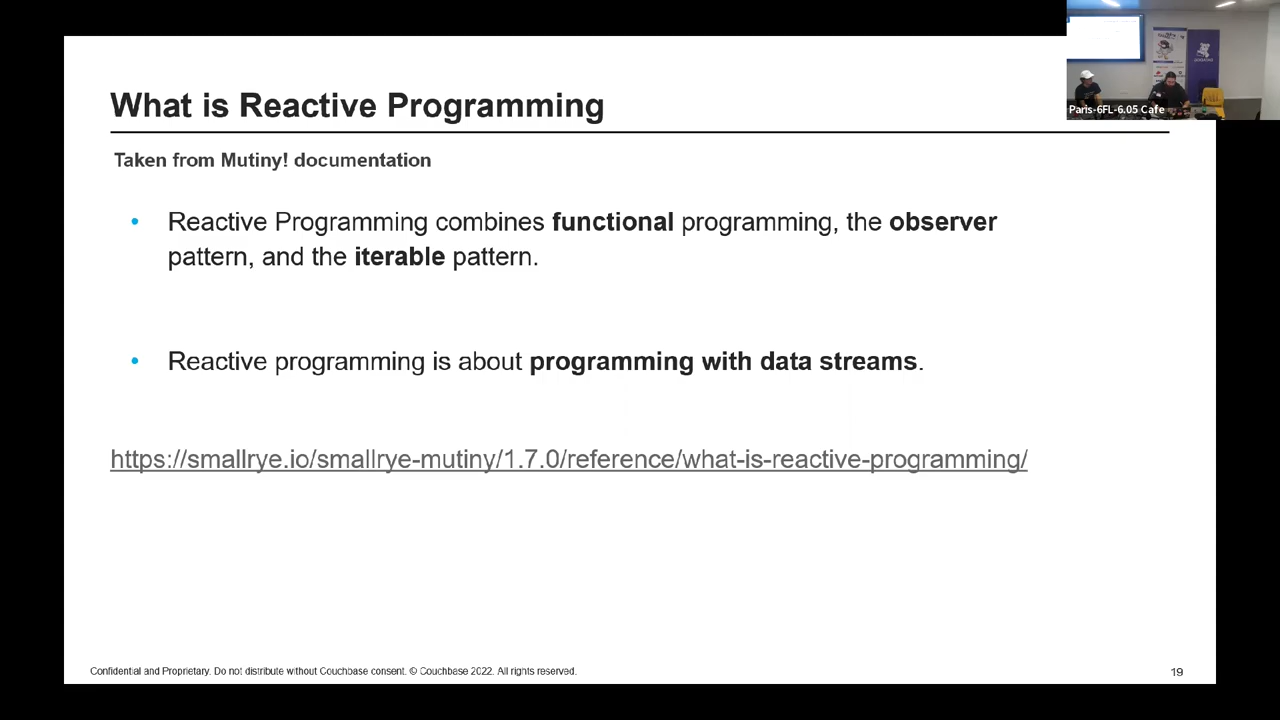 What is Reactive Programming
Taken from Mutiny! documentation
• Reactive Programming combines functional programming, the observer
pattern, and the iterable pattern.
• Reactive programming is about programming with data streams.
https://smallrye.io/smallrye-mutiny/1.7.0/reference/what-is-reactive-programming/
Confidential and Proprietary. Do not distribute without Couchbase consent. © Couchbase 2022. All rights reserved.
19
Paris-6FL-6.05 Cafe